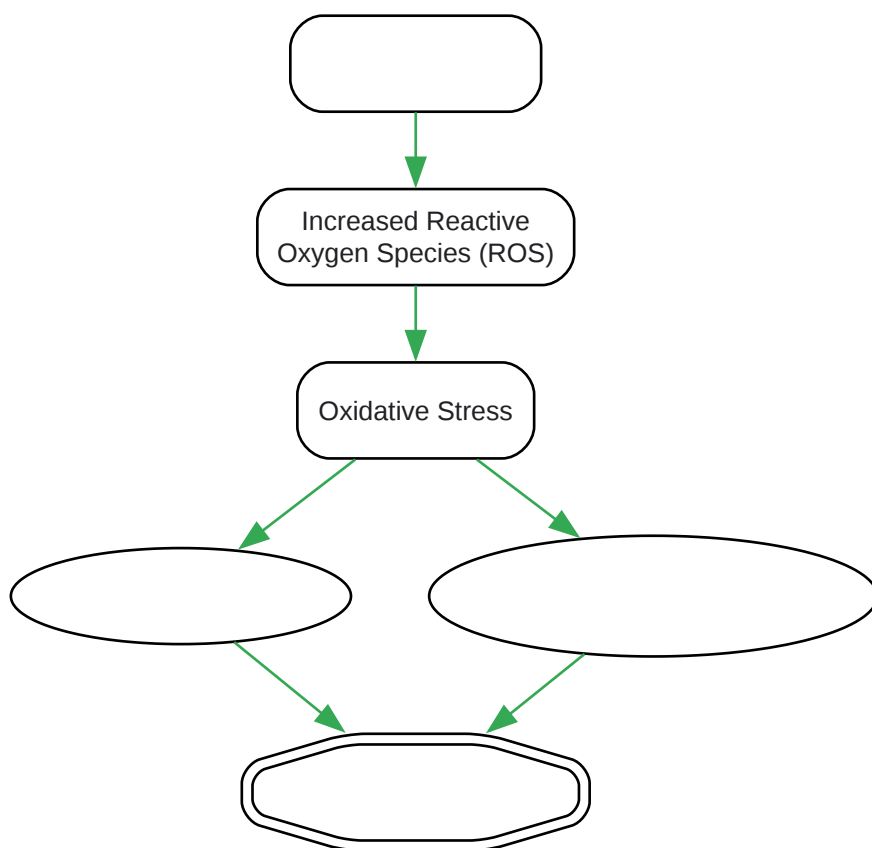 Increased Reactive
Oxygen Species (ROS)
Oxidative Stress